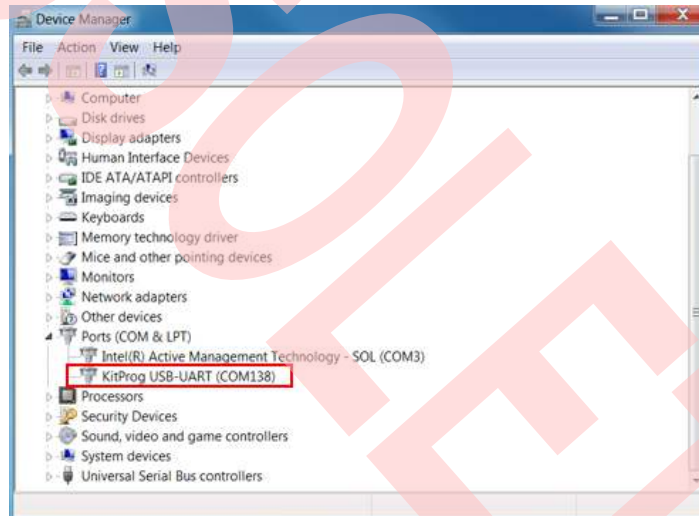 Device Manager
File Action View Help
Computer
Disk drives
Display adapters
Human Interface Devices
IDE ATA/ATAPI controllers
Imaging devices
Keyboards
Memory technology driver
Mice and other pointing devices
Monitors
Network adapters
Other devices
Ports (COM & LPT)
Intel(R) Active Management Technology - SOL (COM3)
KitProg USB-UART (COM138)
Processors
Security Devices
Sound, video and game controllers
System devices
Universal Serial Bus controllers